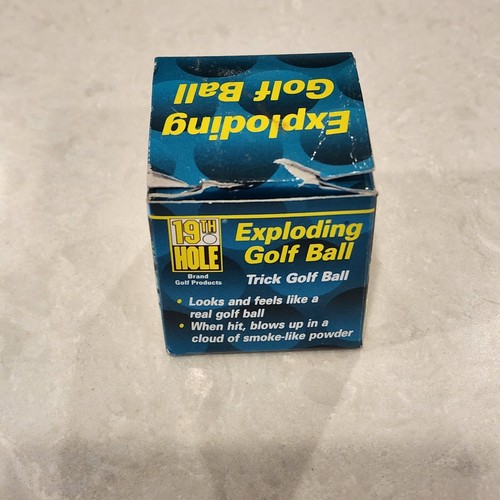 Exploding
Golf Ball
19TH
HOLE
Brand
Golf Products
Exploding
Golf Ball
Trick Golf Ball
• Looks and feels like a
real golf ball
• When hit, blows up in a
cloud of smoke-like powder